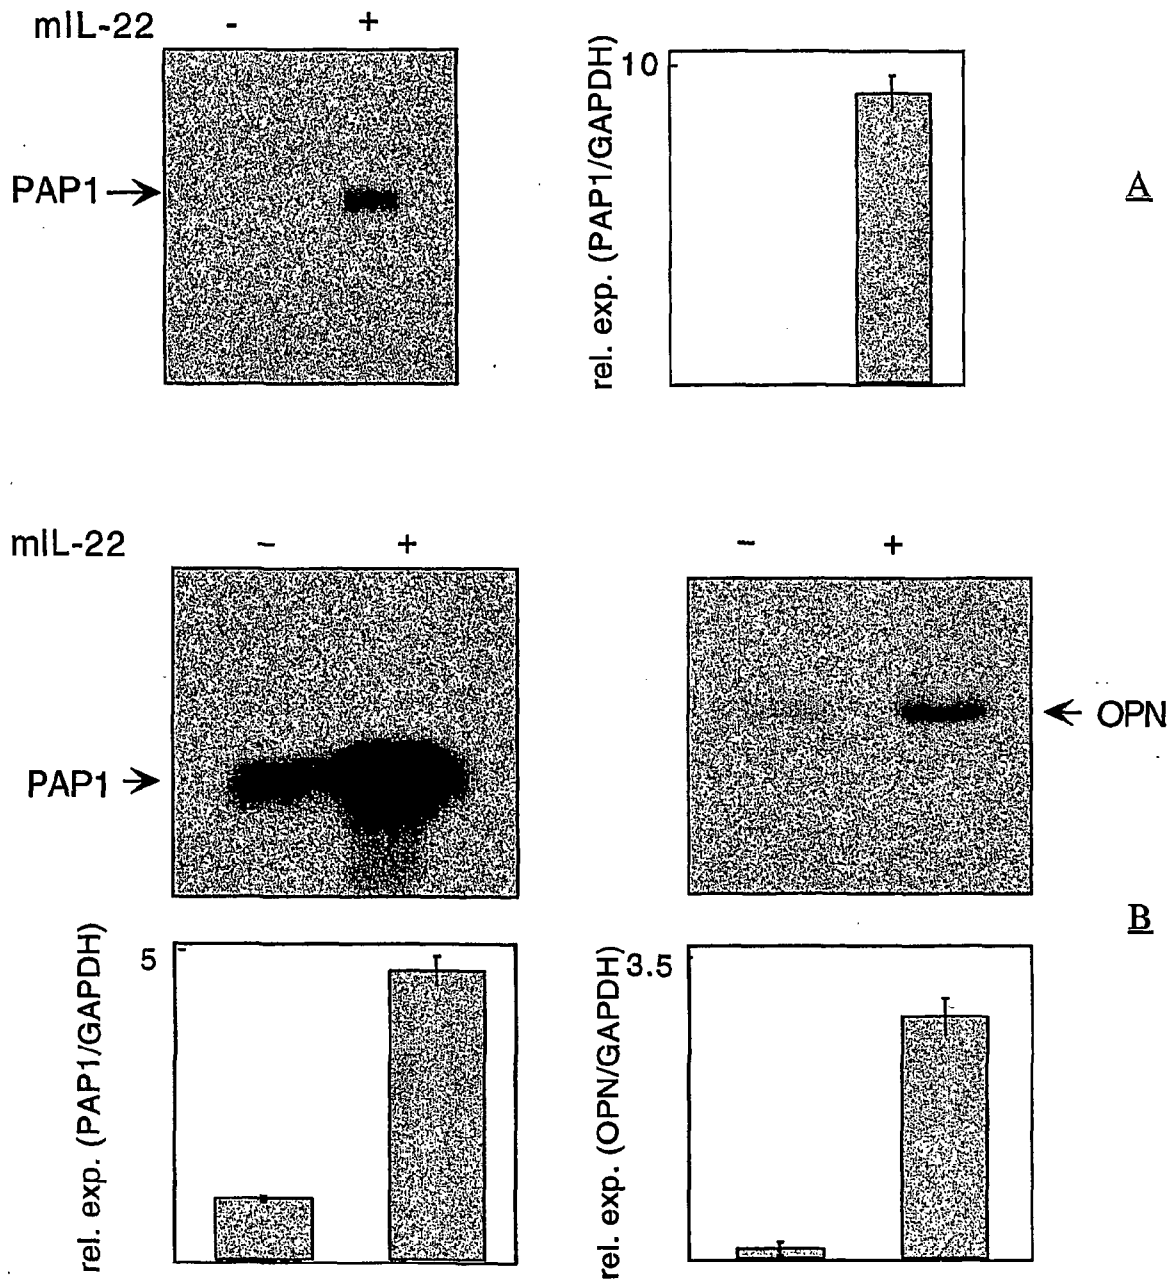 mIL-22 - +
PAP1
rel. exp. (PAP1/GAPDH)
10
A
mIL-22 - +
- +
PAP1
OPN
B
rel. exp. (PAP1/GAPDH)
5
rel. exp. (OPN/GAPDH)
3.5